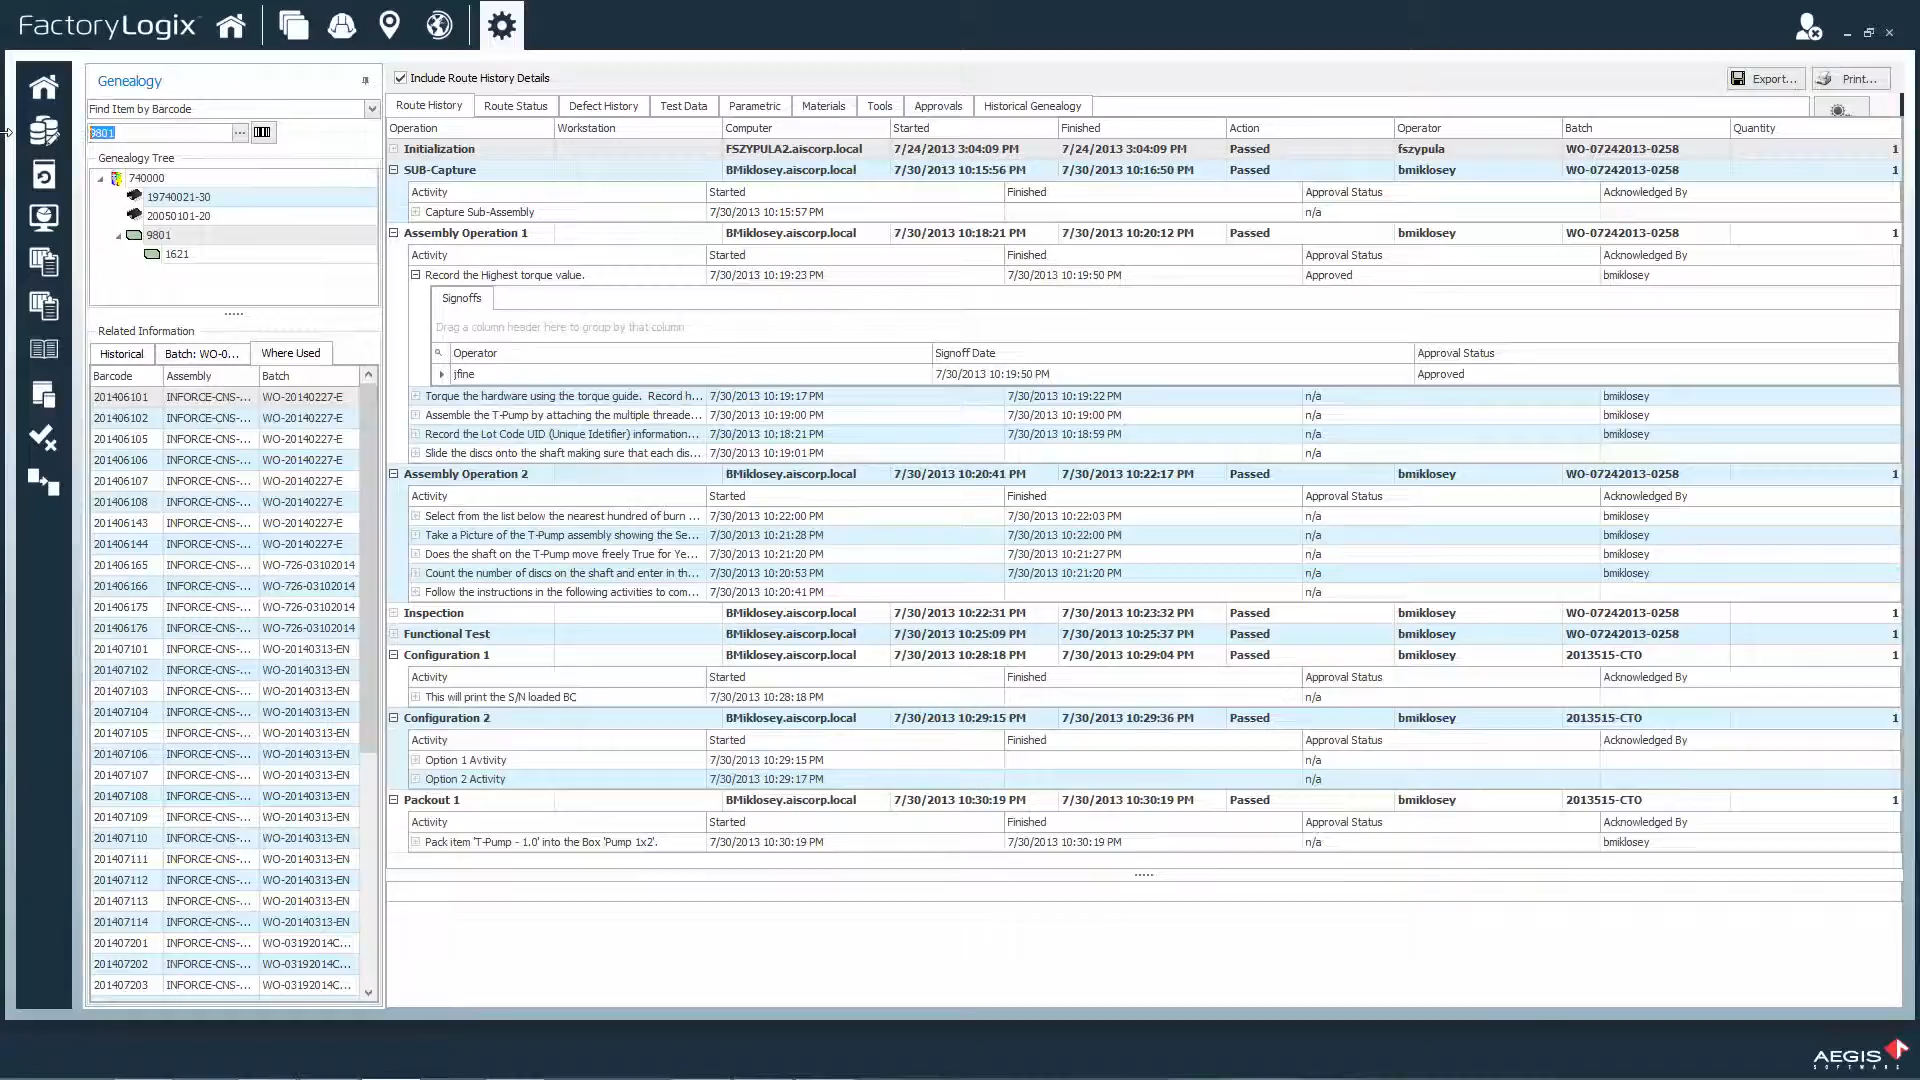 FactoryLogix
Genealogy
Include Route History Details
Export...
Print...
Find Item by Barcode
Route History
Route Status
Defect History
Test Data
Parametric
Materials
Tools
Approvals
Historical Genealogy
9801
...
Operation Workstation Computer Started Finished Action Operator Batch Quantity
Initialization FSZYPULA2.aiscorp.local 7/24/2013 3:04:09 PM 7/24/2013 3:04:09 PM Passed fszypula WO-07242013-0258 1
SUB-Capture BMiklosey.aiscorp.local 7/30/2013 10:15:56 PM 7/30/2013 10:16:50 PM Passed bmiklosey WO-07242013-0258 1
Activity Started Finished Approval Status Acknowledged By
Capture Sub-Assembly 7/30/2013 10:15:57 PM n/a
Assembly Operation 1 BMiklosey.aiscorp.local 7/30/2013 10:18:21 PM 7/30/2013 10:20:12 PM Passed bmiklosey WO-07242013-0258 1
Activity Started Finished Approval Status Acknowledged By
Record the Highest torque value. 7/30/2013 10:19:23 PM 7/30/2013 10:19:50 PM Approved bmiklosey
Signoffs
Drag a column header here to group by that column
Operator Signoff Date Approval Status
jfine 7/30/2013 10:19:50 PM Approved
Torque the hardware using the torque guide. Record h... 7/30/2013 10:19:17 PM 7/30/2013 10:19:22 PM n/a bmiklosey
Assemble the T-Pump by attaching the multiple threade... 7/30/2013 10:19:00 PM 7/30/2013 10:19:00 PM n/a bmiklosey
Record the Lot Code UID (Unique Idetifier) information... 7/30/2013 10:18:21 PM 7/30/2013 10:18:59 PM n/a bmiklosey
Slide the discs onto the shaft making sure that each dis... 7/30/2013 10:19:01 PM n/a
Assembly Operation 2 BMiklosey.aiscorp.local 7/30/2013 10:20:41 PM 7/30/2013 10:22:17 PM Passed bmiklosey WO-07242013-0258 1
Activity Started Finished Approval Status Acknowledged By
Select from the list below the nearest hundred of burn ... 7/30/2013 10:22:00 PM 7/30/2013 10:22:03 PM n/a bmiklosey
Take a Picture of the T-Pump assembly showing the Se... 7/30/2013 10:21:28 PM 7/30/2013 10:22:00 PM n/a bmiklosey
Does the shaft on the T-Pump move freely True for Ye... 7/30/2013 10:21:20 PM 7/30/2013 10:21:27 PM n/a bmiklosey
Count the number of discs on the shaft and enter in th... 7/30/2013 10:20:53 PM 7/30/2013 10:21:20 PM n/a bmiklosey
Follow the instructions in the following activities to com... 7/30/2013 10:20:41 PM n/a
Inspection BMiklosey.aiscorp.local 7/30/2013 10:22:31 PM 7/30/2013 10:23:32 PM Passed bmiklosey WO-07242013-0258 1
Functional Test BMiklosey.aiscorp.local 7/30/2013 10:25:09 PM 7/30/2013 10:25:37 PM Passed bmiklosey WO-07242013-0258 1
Configuration 1 BMiklosey.aiscorp.local 7/30/2013 10:28:18 PM 7/30/2013 10:29:04 PM Passed bmiklosey 2013515-CTO 1
Activity Started Finished Approval Status Acknowledged By
This will print the S/N loaded BC 7/30/2013 10:28:18 PM n/a
Configuration 2 BMiklosey.aiscorp.local 7/30/2013 10:29:15 PM 7/30/2013 10:29:36 PM Passed bmiklosey 2013515-CTO 1
Activity Started Finished Approval Status Acknowledged By
Option 1 Avtivity 7/30/2013 10:29:15 PM n/a
Option 2 Activity 7/30/2013 10:29:17 PM n/a
Packout 1 BMiklosey.aiscorp.local 7/30/2013 10:30:19 PM 7/30/2013 10:30:19 PM Passed bmiklosey 2013515-CTO 1
Activity Started Finished Approval Status Acknowledged By
Pack item 'T-Pump - 1.0' into the Box 'Pump 1x2'. 7/30/2013 10:30:19 PM 7/30/2013 10:30:19 PM n/a bmiklosey
Genealogy Tree
740000
19740021-30
20050101-20
9801
1621
Related Information
Historical
Batch: WO-0...
Where Used
Barcode Assembly Batch
201406101 INFORCE-CNS-... WO-20140227-E
201406102 INFORCE-CNS-... WO-20140227-E
201406105 INFORCE-CNS-... WO-20140227-E
201406106 INFORCE-CNS-... WO-20140227-E
201406107 INFORCE-CNS-... WO-20140227-E
201406108 INFORCE-CNS-... WO-20140227-E
201406143 INFORCE-CNS-... WO-20140227-E
201406144 INFORCE-CNS-... WO-20140227-E
201406165 INFORCE-CNS-... WO-726-03102014
201406166 INFORCE-CNS-... WO-726-03102014
201406175 INFORCE-CNS-... WO-726-03102014
201406176 INFORCE-CNS-... WO-726-03102014
201407101 INFORCE-CNS-... WO-20140313-EN
201407102 INFORCE-CNS-... WO-20140313-EN
201407103 INFORCE-CNS-... WO-20140313-EN
201407104 INFORCE-CNS-... WO-20140313-EN
201407105 INFORCE-CNS-... WO-20140313-EN
201407106 INFORCE-CNS-... WO-20140313-EN
201407107 INFORCE-CNS-... WO-20140313-EN
201407108 INFORCE-CNS-... WO-20140313-EN
201407109 INFORCE-CNS-... WO-20140313-EN
201407110 INFORCE-CNS-... WO-20140313-EN
201407111 INFORCE-CNS-... WO-20140313-EN
201407112 INFORCE-CNS-... WO-20140313-EN
201407113 INFORCE-CNS-... WO-20140313-EN
201407114 INFORCE-CNS-... WO-20140313-EN
201407201 INFORCE-CNS-... WO-03192014C...
201407202 INFORCE-CNS-... WO-03192014C...
201407203 INFORCE-CNS-... WO-03192014C...
AEGIS
SOFTWARE